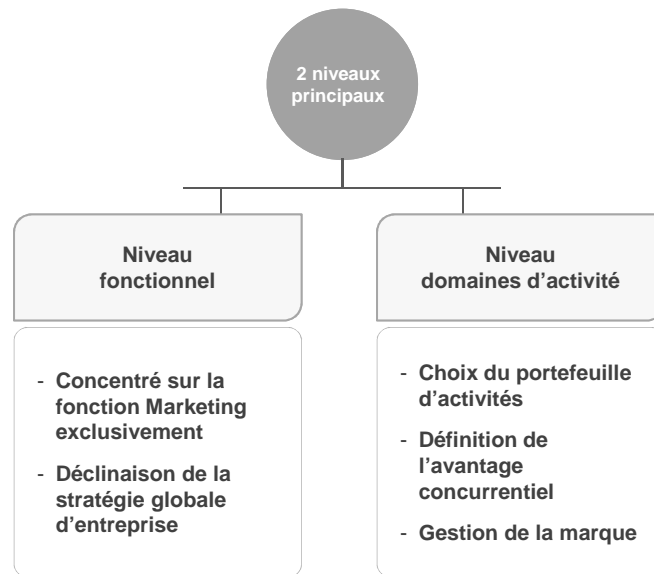 2 niveaux
principaux
Niveau
fonctionnel
- Concentré sur la
fonction Marketing
exclusivement
- Déclinaison de la
stratégie globale
d’entreprise
Niveau
domaines d’activité
- Choix du portefeuille
d’activités
- Définition de
l’avantage
concurrentiel
- Gestion de la marque